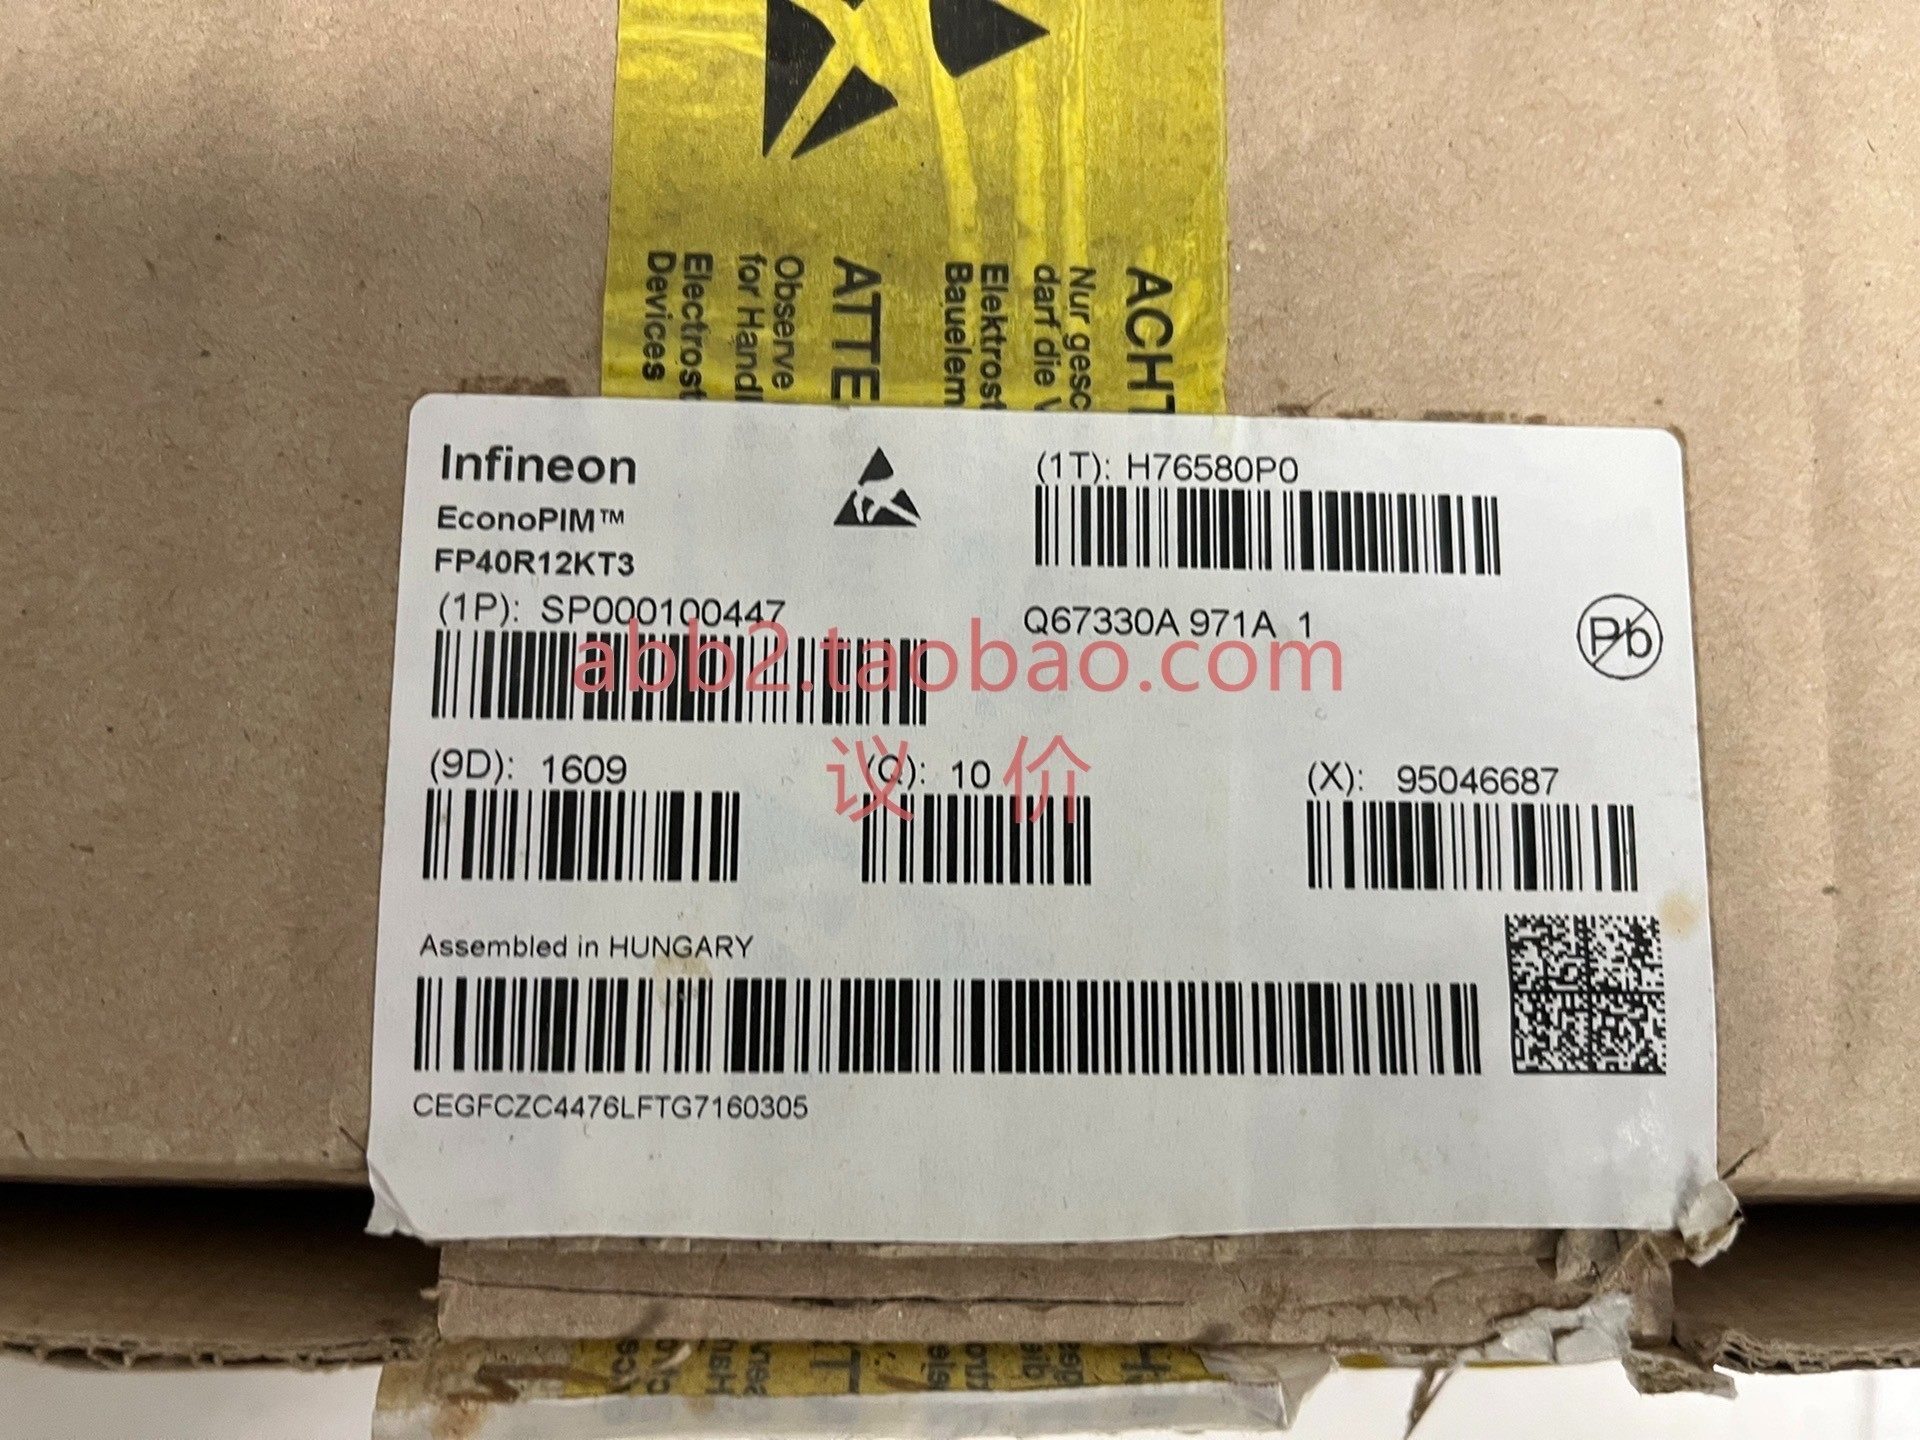 ACHT
Nur gesc
darf die V
Elektrost
Bauelem
ATTE
Observe
for Handl
Electrost
Devices
Infineon
EconoPIM™
FP40R12KT3
(1T): H76580P0
(1P): SP000100447
Q67330A 971A 1
Pb
abb2.taobao.com
议 价
(9D): 1609
(Q): 10
(X): 95046687
Assembled in HUNGARY
CEGFCZC4476LFTG7160305